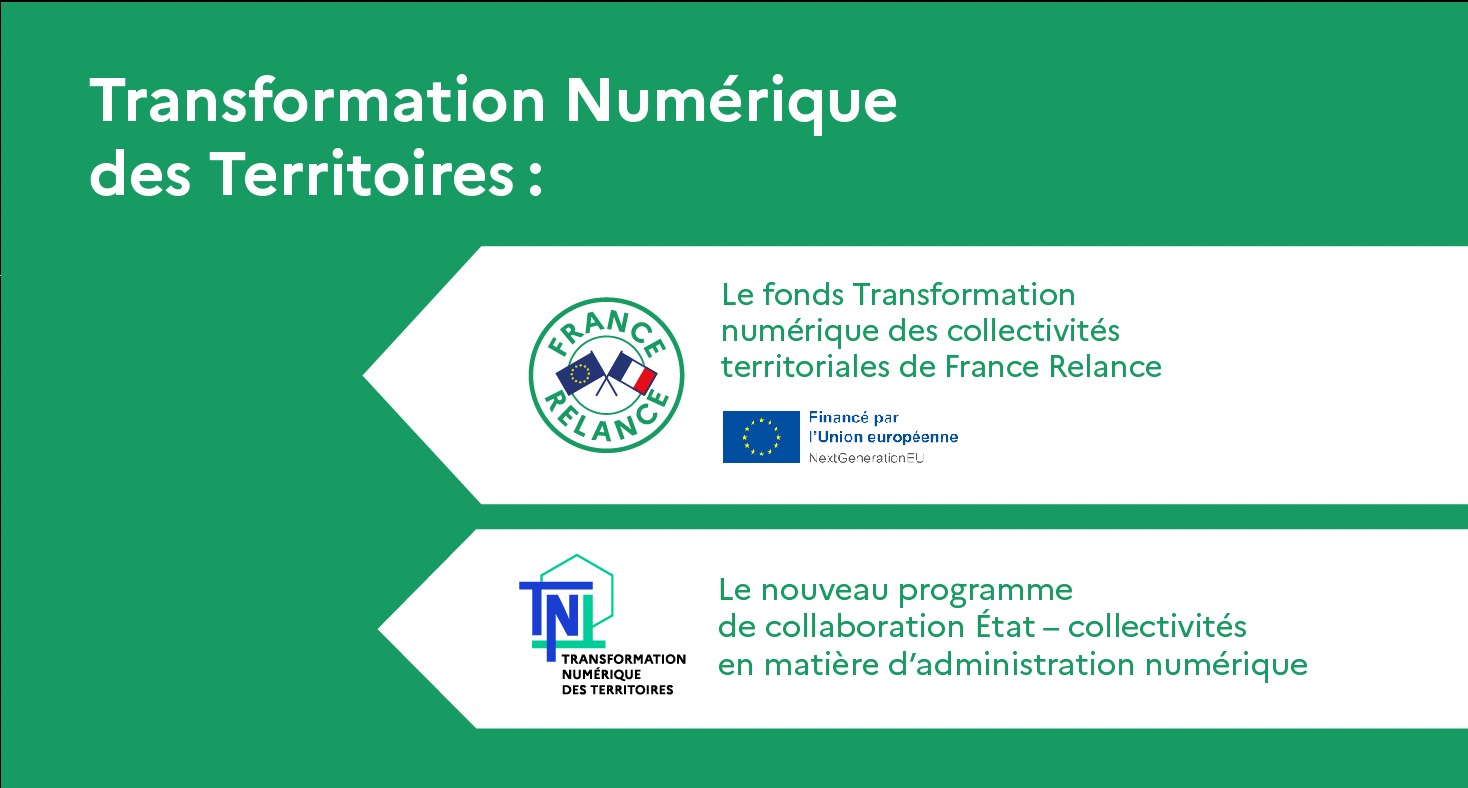 Transformation Numérique
des Territoires :
FRANCE
RELANCE
Le fonds Transformation
numérique des collectivités
territoriales de France Relance
Financé par
l’Union européenne
NextGenerationEU
TNT
TRANSFORMATION
NUMÉRIQUE
DES TERRITOIRES
Le nouveau programme
de collaboration État – collectivités
en matière d’administration numérique